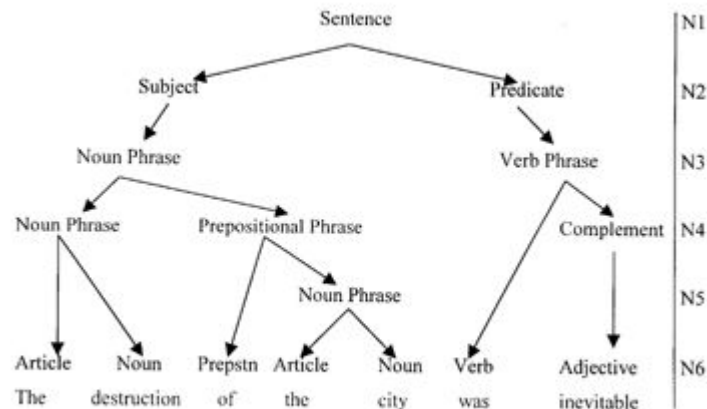 Sentence N1
Subject Predicate N2
Noun Phrase Verb Phrase N3
Noun Phrase Prepositional Phrase Complement N4
Noun Phrase N5
Article Noun Prepstn Article Noun Verb Adjective N6
The destruction of the city was inevitable